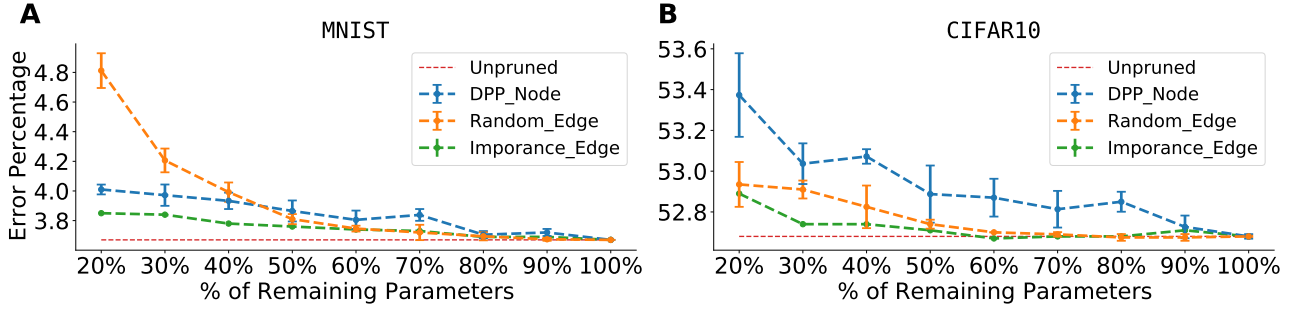 A
MNIST
Error Percentage
4.8
4.6
4.4
4.2
4.0
3.8
Unpruned
DPP_Node
Random_Edge
Imporance_Edge
20% 30% 40% 50% 60% 70% 80% 90% 100%
% of Remaining Parameters
B
CIFAR10
53.6
53.4
53.2
53.0
52.8
Unpruned
DPP_Node
Random_Edge
Imporance_Edge
20% 30% 40% 50% 60% 70% 80% 90% 100%
% of Remaining Parameters